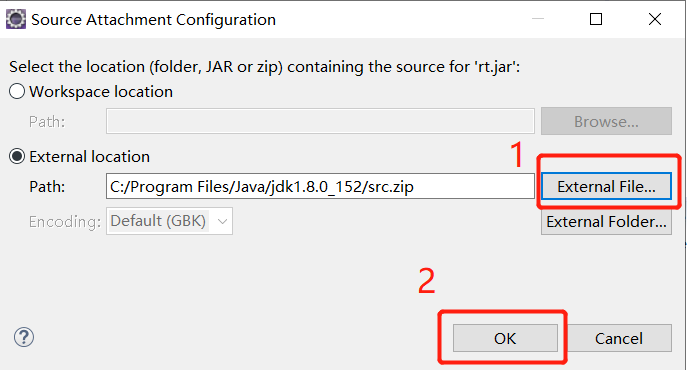 Source Attachment Configuration
Select the location (folder, JAR or zip) containing the source for 'rt.jar':
Workspace location
Path:
Browse...
External location
1
Path:
C:/Program Files/Java/jdk1.8.0_152/src.zip
External File...
Encoding:
Default (GBK)
External Folder...
2
?
OK
Cancel